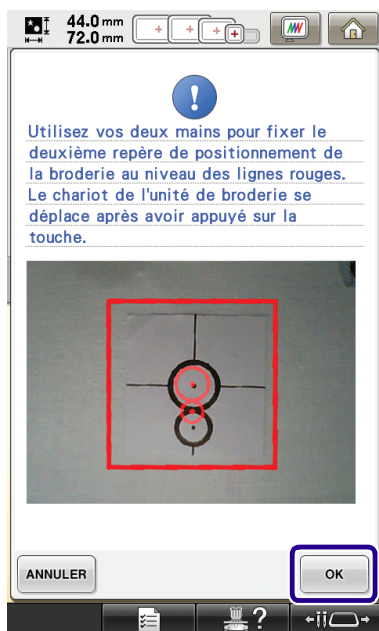 44.0 mm
72.0 mm
Utilisez vos deux mains pour fixer le
deuxième repère de positionnement de
la broderie au niveau des lignes rouges.
Le chariot de l'unité de broderie se
déplace après avoir appuyé sur la
touche.
ANNULER
OK
?